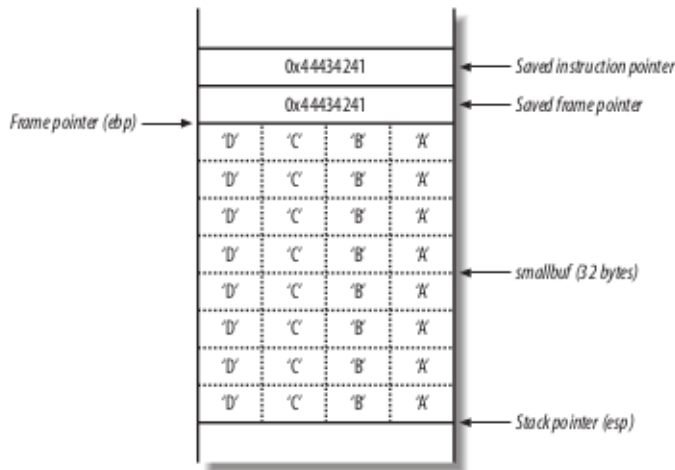 0x44434241 Saved instruction pointer
0x44434241 Saved frame pointer
Frame pointer (ebp)
‘D’ ‘C’ ‘B’ ‘A’
‘D’ ‘C’ ‘B’ ‘A’
‘D’ ‘C’ ‘B’ ‘A’
‘D’ ‘C’ ‘B’ ‘A’
smallbuf (32 bytes)
‘D’ ‘C’ ‘B’ ‘A’
‘D’ ‘C’ ‘B’ ‘A’
‘D’ ‘C’ ‘B’ ‘A’
‘D’ ‘C’ ‘B’ ‘A’
Stack pointer (esp)